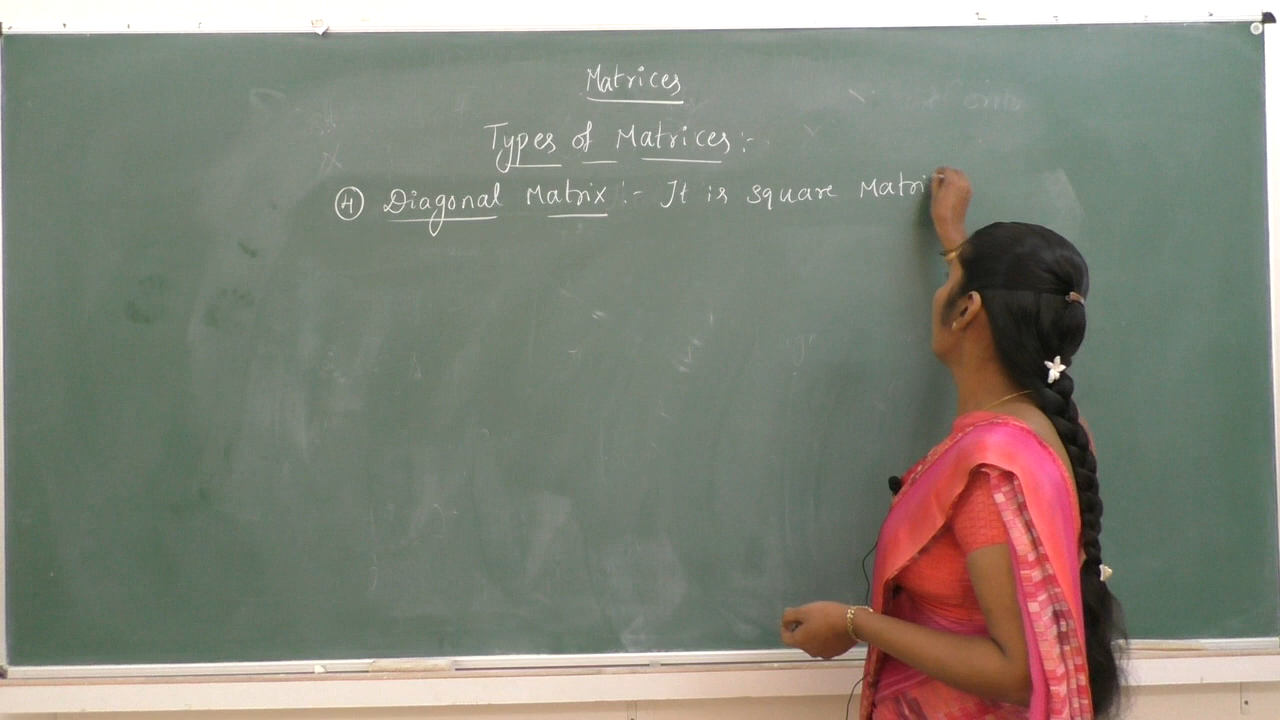 Matrices
Types of Matrices:-
④ Diagonal Matrix :- It is square Matri